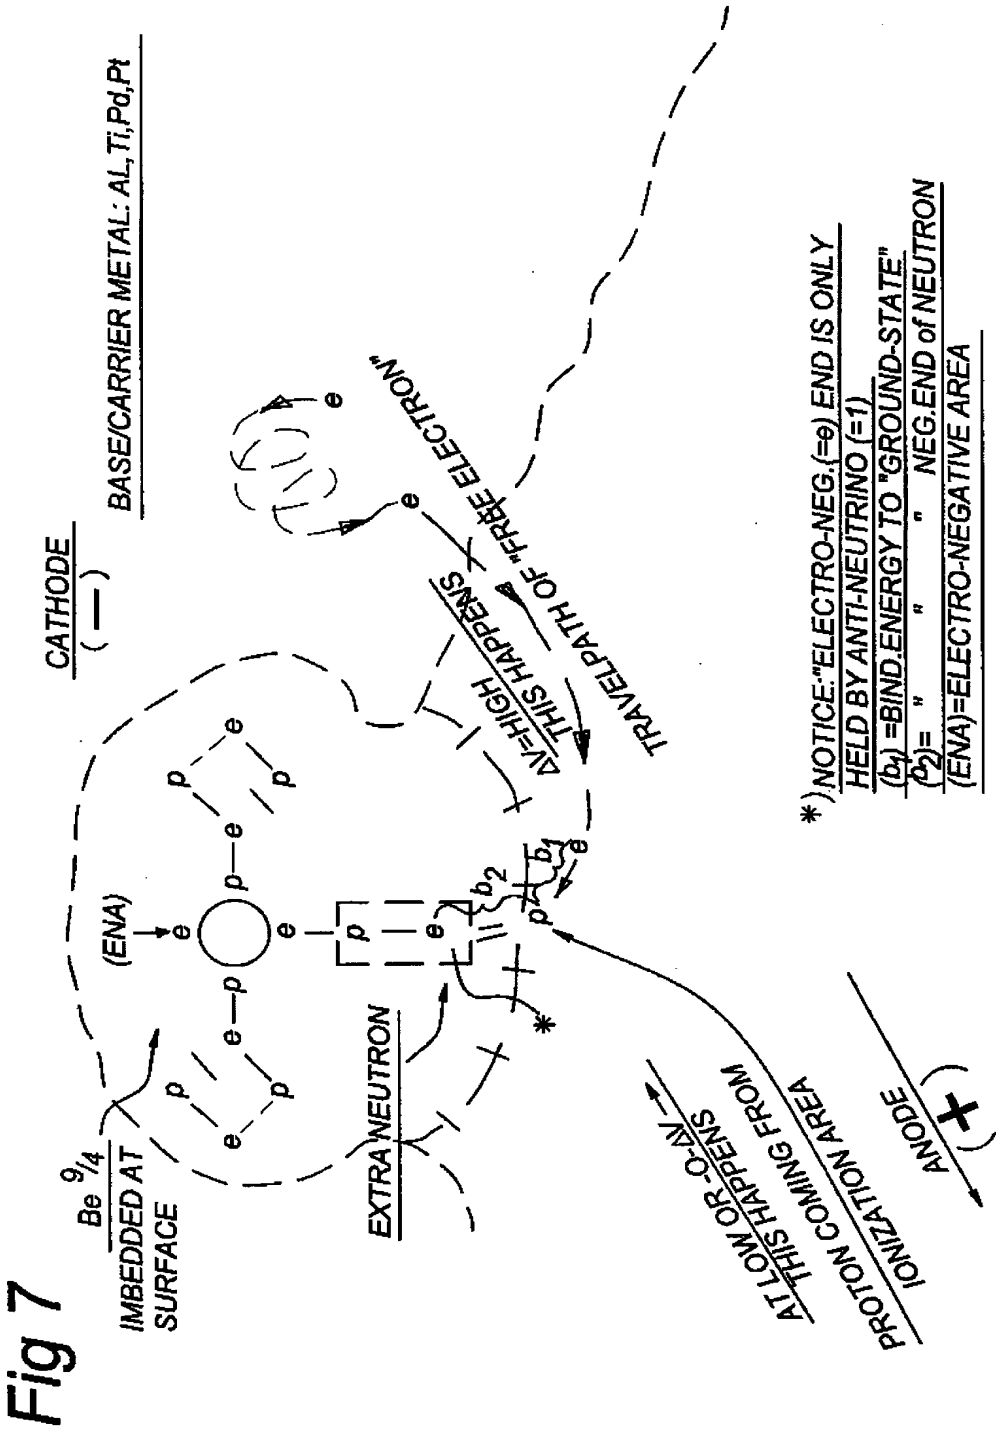 Fig 7
Be 9/4
IMBEDDED AT
SURFACE
(ENA)
CATHODE
(—)
BASE/CARRIER METAL: AL,Ti,Pd,Pt
e
p
p
e
e—p
e
p—e
p
e
p
e
e
p
e
b2
b1
p
e
e
e
EXTRA NEUTRON
*
ΔV=HIGH
THIS HAPPENS
TRAVELPATH OF "FREE ELECTRON"
AT LOW OR -O-ΔV
THIS HAPPENS
PROTON COMING FROM
IONIZATION AREA
ANODE
(+)
*) NOTICE:"ELECTRO-NEG.(=e) END IS ONLY
HELD BY ANTI-NEUTRINO (=1)
(b1) =BIND.ENERGY TO "GROUND-STATE"
(b2)= " " " NEG.END of NEUTRON
(ENA)=ELECTRO-NEGATIVE AREA